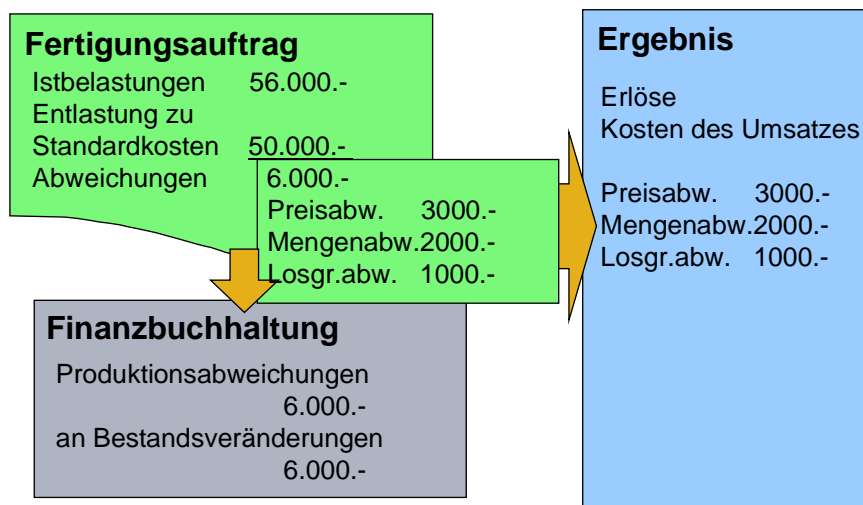 Fertigungsauftrag
Istbelastungen 56.000.-
Entlastung zu
Standardkosten 50.000.-
Abweichungen 6.000.-
Preisabw. 3000.-
Mengenabw.2000.-
Losgr.abw. 1000.-
Finanzbuchhaltung
Produktionsabweichungen
6.000.-
an Bestandsveränderungen
6.000.-
Ergebnis
Erlöse
Kosten des Umsatzes
Preisabw. 3000.-
Mengenabw.2000.-
Losgr.abw. 1000.-